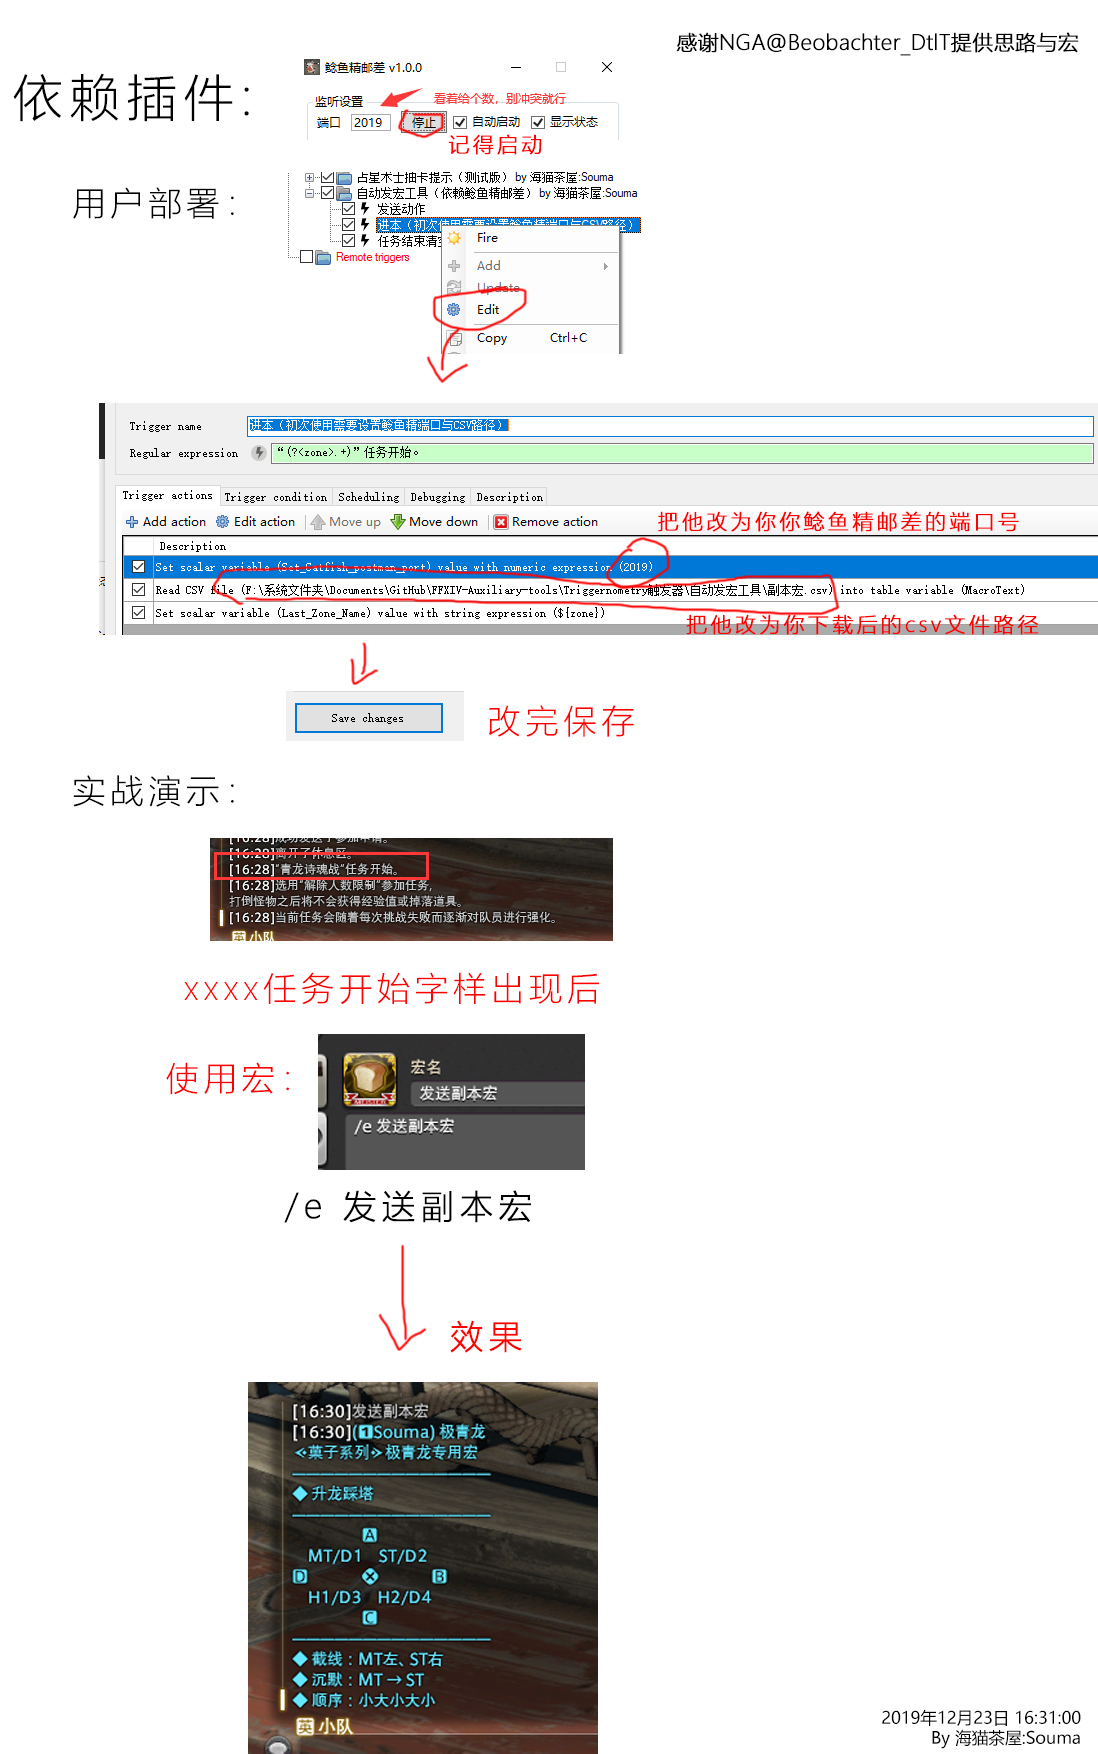 感谢NGA@Beobachter_DtlT提供思路与宏
依赖插件:
鲶鱼精邮差 v1.0.0
监听设置
看着给个数，别冲突就行
端口 2019 停止 自动启动 显示状态
记得启动
用户部署:
占星术士抽卡提示（测试版）by 海猫茶屋:Souma
自动发宏工具（依赖鲶鱼精邮差）by 海猫茶屋:Souma
发送动作
进本（初次使用需要设置鲶鱼精端口与CSV路径）
任务结束清空
Remote triggers
Fire
Add
Update
Edit
Copy Ctrl+C
Trigger name 进本（初次使用需要设置鲶鱼精端口与CSV路径）
Regular expression “(?<zone>.+)”任务开始。
Trigger actions Trigger condition Scheduling Debugging Description
Add action Edit action Move up Move down Remove action
把他改为你你鲶鱼精邮差的端口号
Description
Set scalar variable (Set_Catfish_postman_port) value with numeric expression (2019)
Read CSV file (F:\系统文件夹\Documents\GitHub\FFXIV-Auxiliary-tools\Triggernometry触发器\自动发宏工具\副本宏.csv) into table variable (MacroText)
Set scalar variable (Last_Zone_Name) value with string expression (${zone})
把他改为你下载后的csv文件路径
Save changes
改完保存
实战演示:
[16:28]成功发送了参加申请。
[16:28]离开了休息区。
[16:28]“青龙诗魂战”任务开始。
[16:28]选用“解除人数限制”参加任务,
打倒怪物之后将不会获得经验值或掉落道具。
[16:28]当前任务会随着每次挑战失败而逐渐对队员进行强化。
英 小队
xxxx任务开始字样出现后
使用宏:
宏名
发送副本宏
/e 发送副本宏
/e 发送副本宏
效果
[16:30]发送副本宏
[16:30](1Souma) 极青龙
≪菓子系列≫极青龙专用宏
————————————
◆升龙踩塔
————————————
A
MT/D1 ST/D2
D × B
H1/D3 H2/D4
C
————————————
◆截线：MT左、ST右
◆沉默：MT→ST
◆顺序：小大小大小
英 小队
2019年12月23日 16:31:00
By 海猫茶屋:Souma